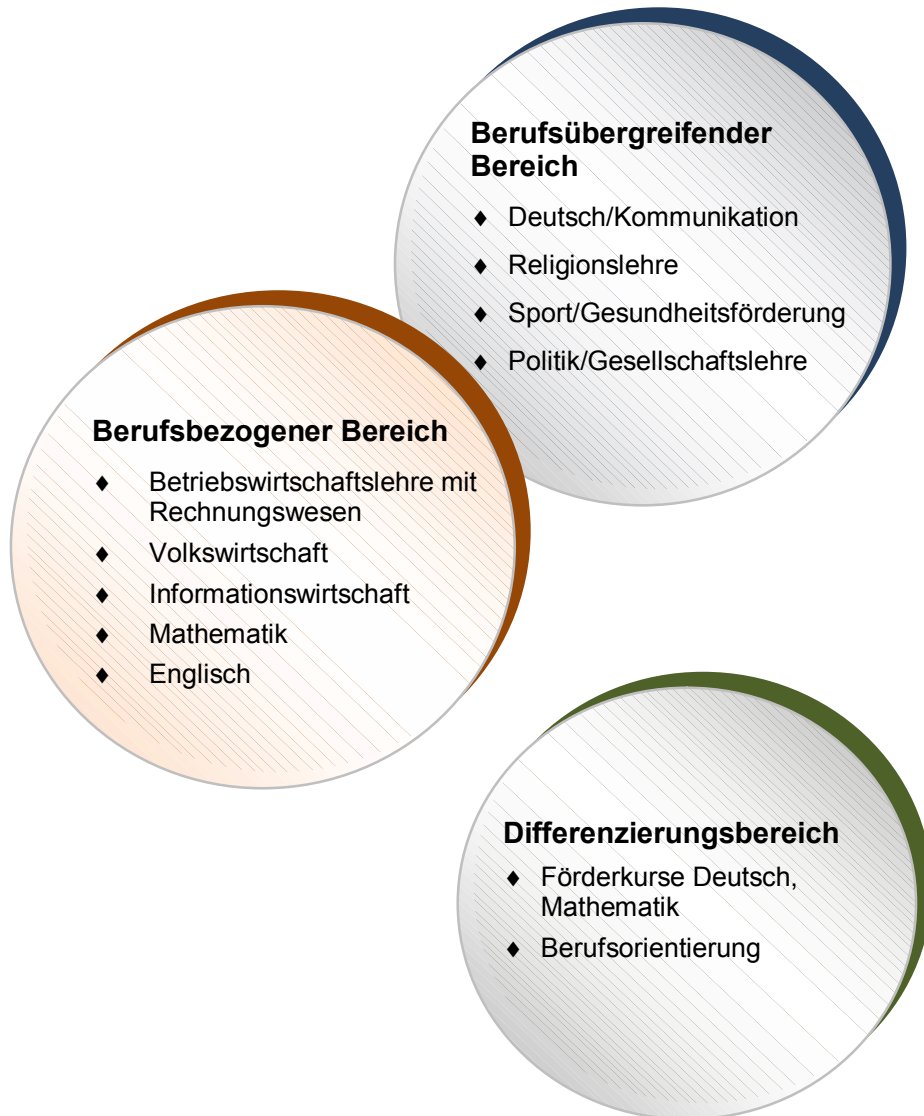 Berufsübergreifender
Bereich
♦ Deutsch/Kommunikation
♦ Religionslehre
♦ Sport/Gesundheitsförderung
♦ Politik/Gesellschaftslehre
Berufsbezogener Bereich
♦ Betriebswirtschaftslehre mit
Rechnungswesen
♦ Volkswirtschaft
♦ Informationswirtschaft
♦ Mathematik
♦ Englisch
Differenzierungsbereich
♦ Förderkurse Deutsch,
Mathematik
♦ Berufsorientierung